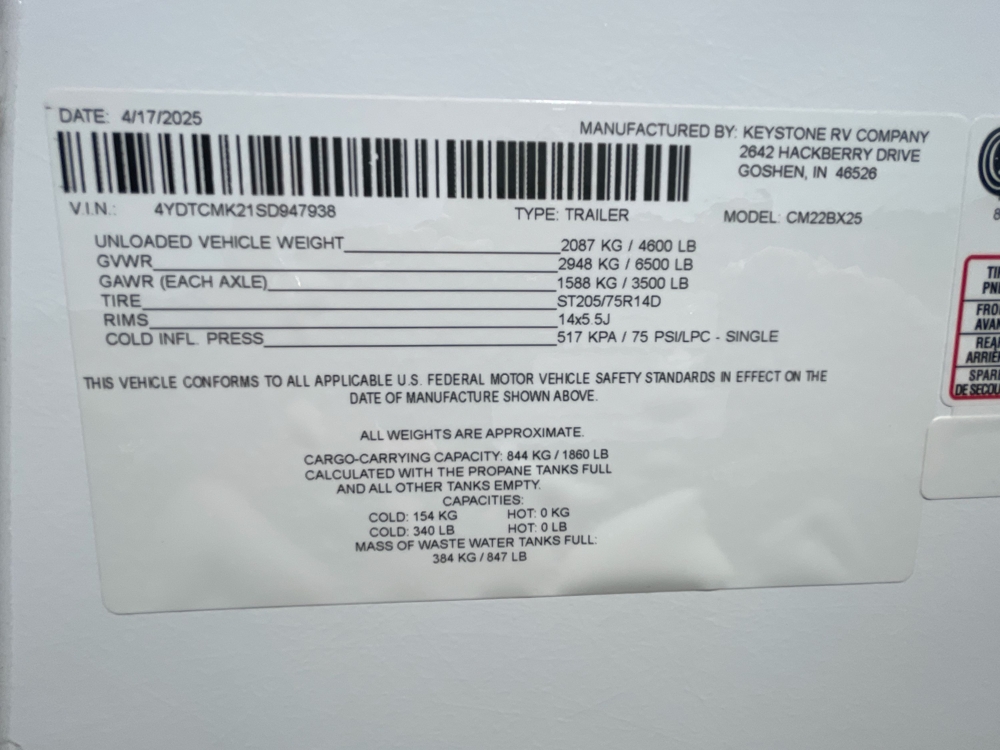 DATE: 4/17/2025
MANUFACTURED BY: KEYSTONE RV COMPANY
2642 HACKBERRY DRIVE
GOSHEN, IN 46526
V.I.N.: 4YDTCMK21SD947938 TYPE: TRAILER MODEL: CM22BX25
UNLOADED VEHICLE WEIGHT 2087 KG / 4600 LB
GVWR 2948 KG / 6500 LB
GAWR (EACH AXLE) 1588 KG / 3500 LB
TIRE ST205/75R14D
RIMS 14x5.5J
COLD INFL. PRESS 517 KPA / 75 PSI/LPC - SINGLE
THIS VEHICLE CONFORMS TO ALL APPLICABLE U.S. FEDERAL MOTOR VEHICLE SAFETY STANDARDS IN EFFECT ON THE
DATE OF MANUFACTURE SHOWN ABOVE.
ALL WEIGHTS ARE APPROXIMATE.
CARGO-CARRYING CAPACITY: 844 KG / 1860 LB
CALCULATED WITH THE PROPANE TANKS FULL
AND ALL OTHER TANKS EMPTY.
CAPACITIES:
COLD: 154 KG HOT: 0 KG
COLD: 340 LB HOT: 0 LB
MASS OF WASTE WATER TANKS FULL:
384 KG / 847 LB
DE SECOU